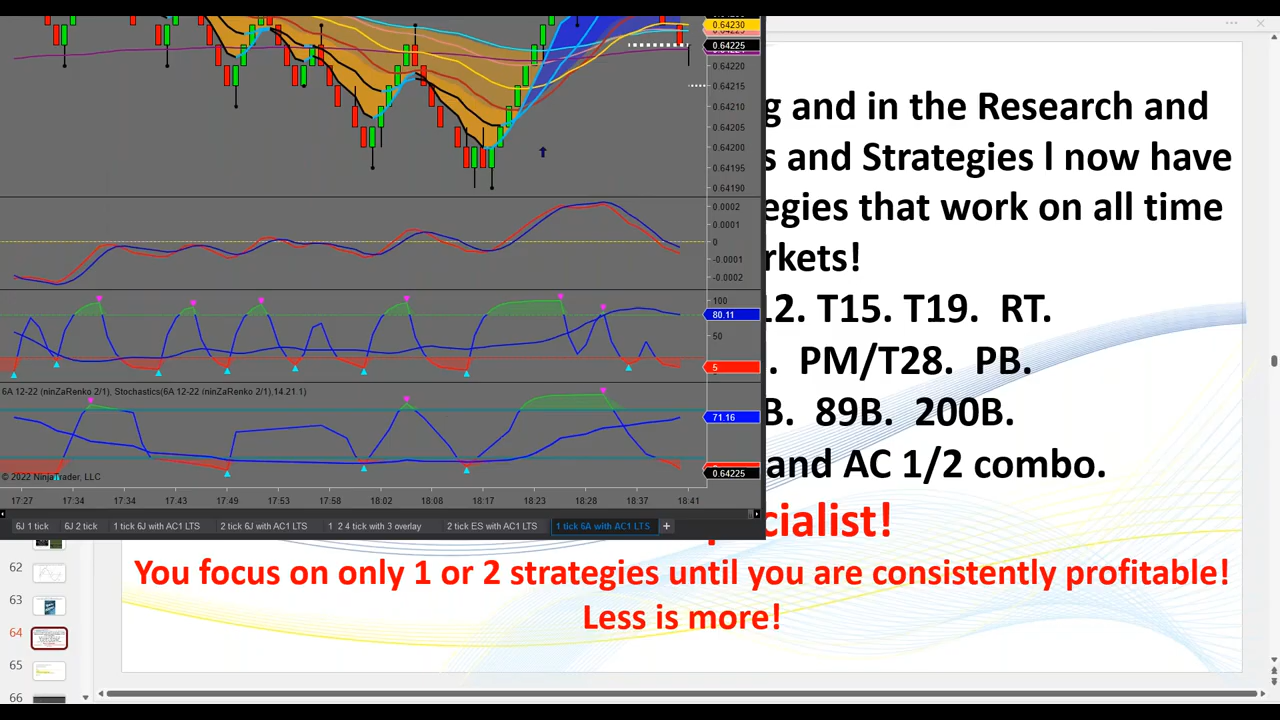 0.64230
0.64225
0.64220
0.64215
0.64210
0.64205
0.64200
0.64195
0.64190
0.0002
0.0001
0
-0.0001
-0.0002
100
80.11
50
5
6A 12-22 (ninZaRenko 2/1), Stochastics(6A 12-22 (ninZaRenko 2/1),14.21.1)
71.16
0.64225
© 2022 NinjaTrader, LLC
17:27 17:34 17:34 17:43 17:49 17:53 17:58 18:02 18:08 18:17 18:23 18:28 18:37 18:41
6J 1 tick 6J 2 tick 1 tick 6J with AC1 LTS 2 tick 6J with AC1 LTS 1 2 4 tick with 3 overlay 2 tick ES with AC1 LTS 1 tick 6A with AC1 LTS +
g and in the Research and
s and Strategies I now have
egies that work on all time
rkets!
12. T15. T19. RT.
. PM/T28. PB.
B. 89B. 200B.
and AC 1/2 combo.
cialist!
You focus on only 1 or 2 strategies until you are consistently profitable!
Less is more!
62
63
64
65
66